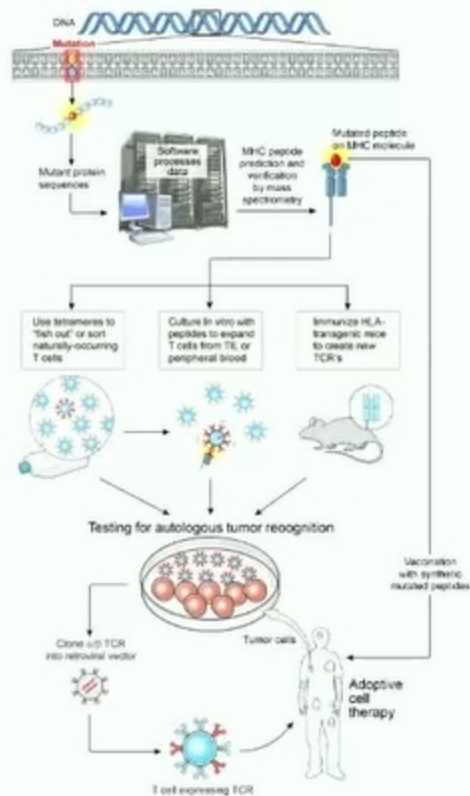 DNA
Mutation
Mutant protein
sequences
Software
processes
data
MHC peptide
prediction and
verification
by mass
spectrometry
Mutated peptide
on MHC molecule
Use tetrameres to
"fish out" or sort
naturally-occurring
T cells
Culture In vitro with
peptides to expand
T cells from TIL or
peripheral blood
Immunize HLA-
transgenic mice
to create new
TCR's
Testing for autologous tumor recognition
Vaccination
with synthetic
mutated peptides
Tumor cells
Clone α/β TCR
into retroviral vector
Adoptive
cell
therapy
T cell expressing TCR